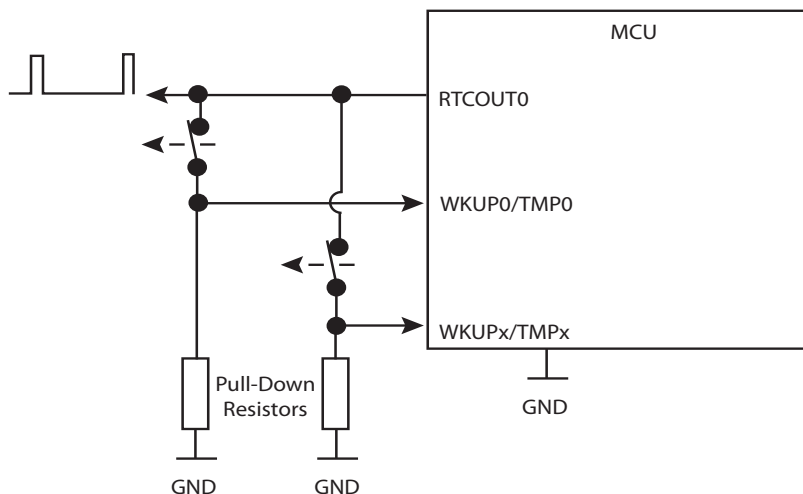 MCU
RTCOUT0
WKUP0/TMP0
WKUPx/TMPx
Pull-Down
Resistors
GND
GND
GND